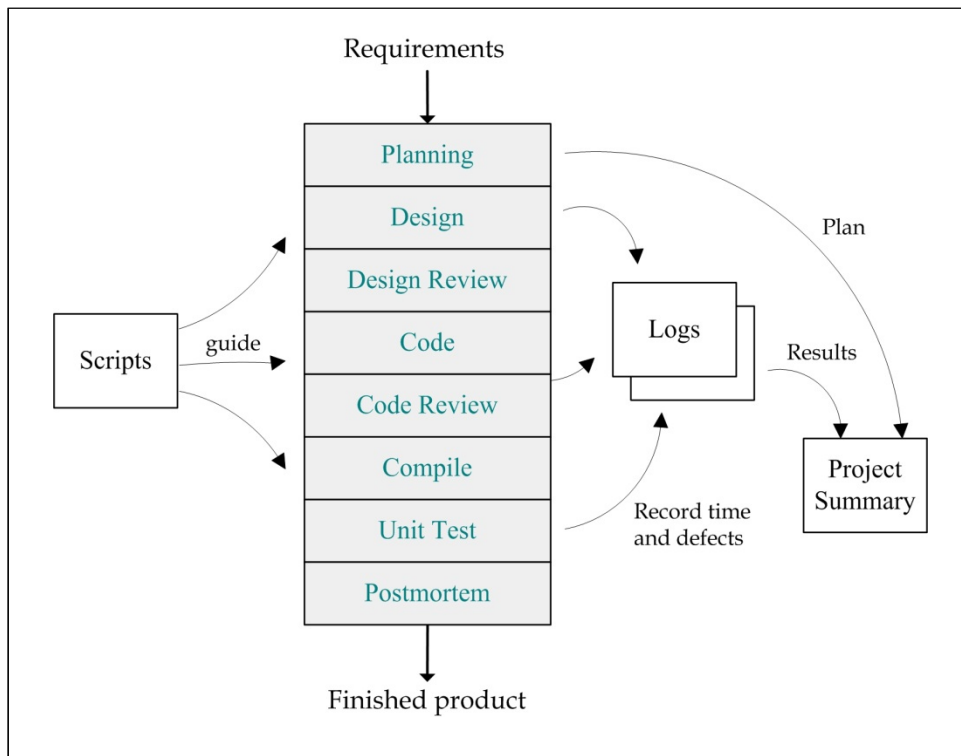 Requirements
Planning
Design
Design Review
Code
Code Review
Compile
Unit Test
Postmortem
Finished product
Scripts
guide
Logs
Plan
Results
Record time
and defects
Project
Summary